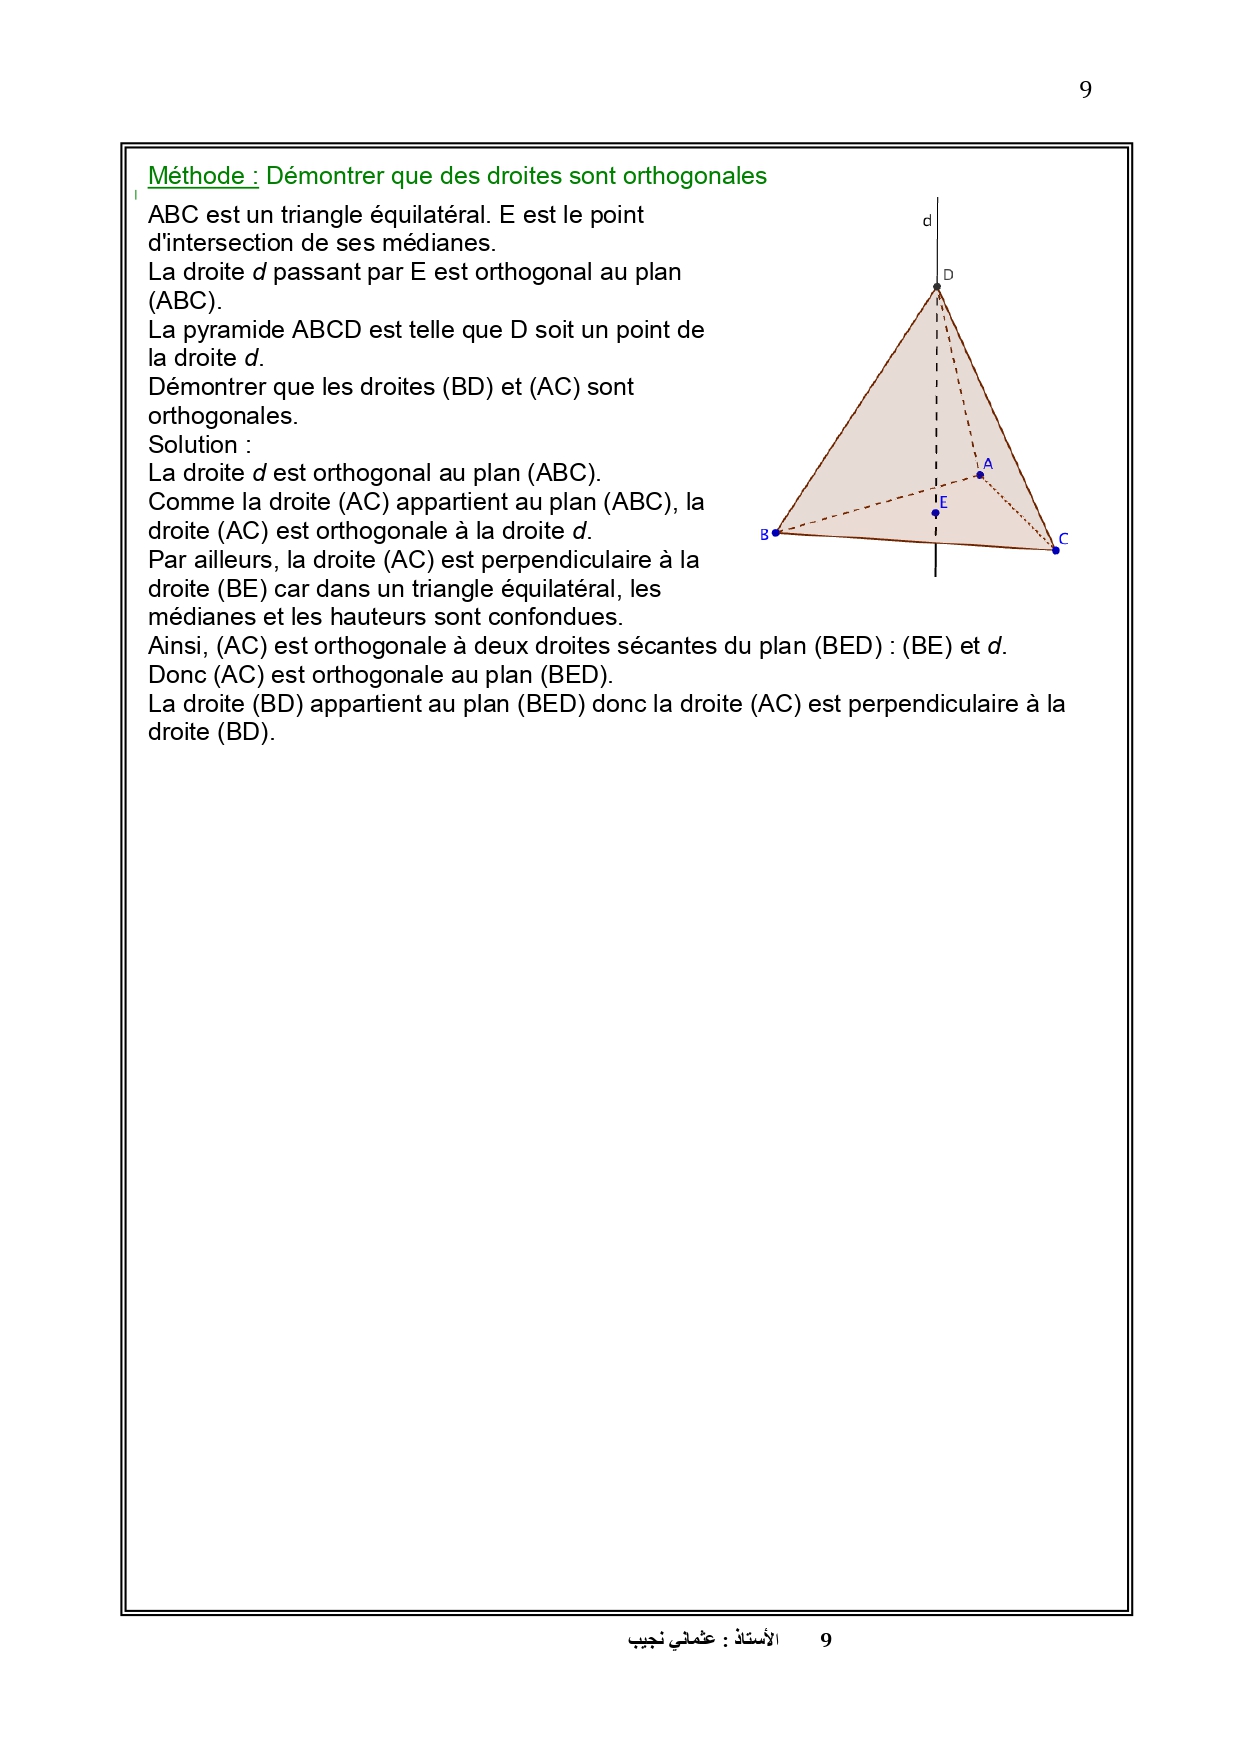 9
Méthode : Démontrer que des droites sont orthogonales
ABC est un triangle équilatéral. E est le point
d'intersection de ses médianes.
La droite d passant par E est orthogonal au plan
(ABC).
La pyramide ABCD est telle que D soit un point de
la droite d.
Démontrer que les droites (BD) et (AC) sont
orthogonales.
Solution :
La droite d est orthogonal au plan (ABC).
Comme la droite (AC) appartient au plan (ABC), la
droite (AC) est orthogonale à la droite d.
Par ailleurs, la droite (AC) est perpendiculaire à la
droite (BE) car dans un triangle équilatéral, les
médianes et les hauteurs sont confondues.
Ainsi, (AC) est orthogonale à deux droites sécantes du plan (BED) : (BE) et d.
Donc (AC) est orthogonale au plan (BED).
La droite (BD) appartient au plan (BED) donc la droite (AC) est perpendiculaire à la
droite (BD).
d
D
A
E
B
C
الأستاذ : عثماني نجيب 9